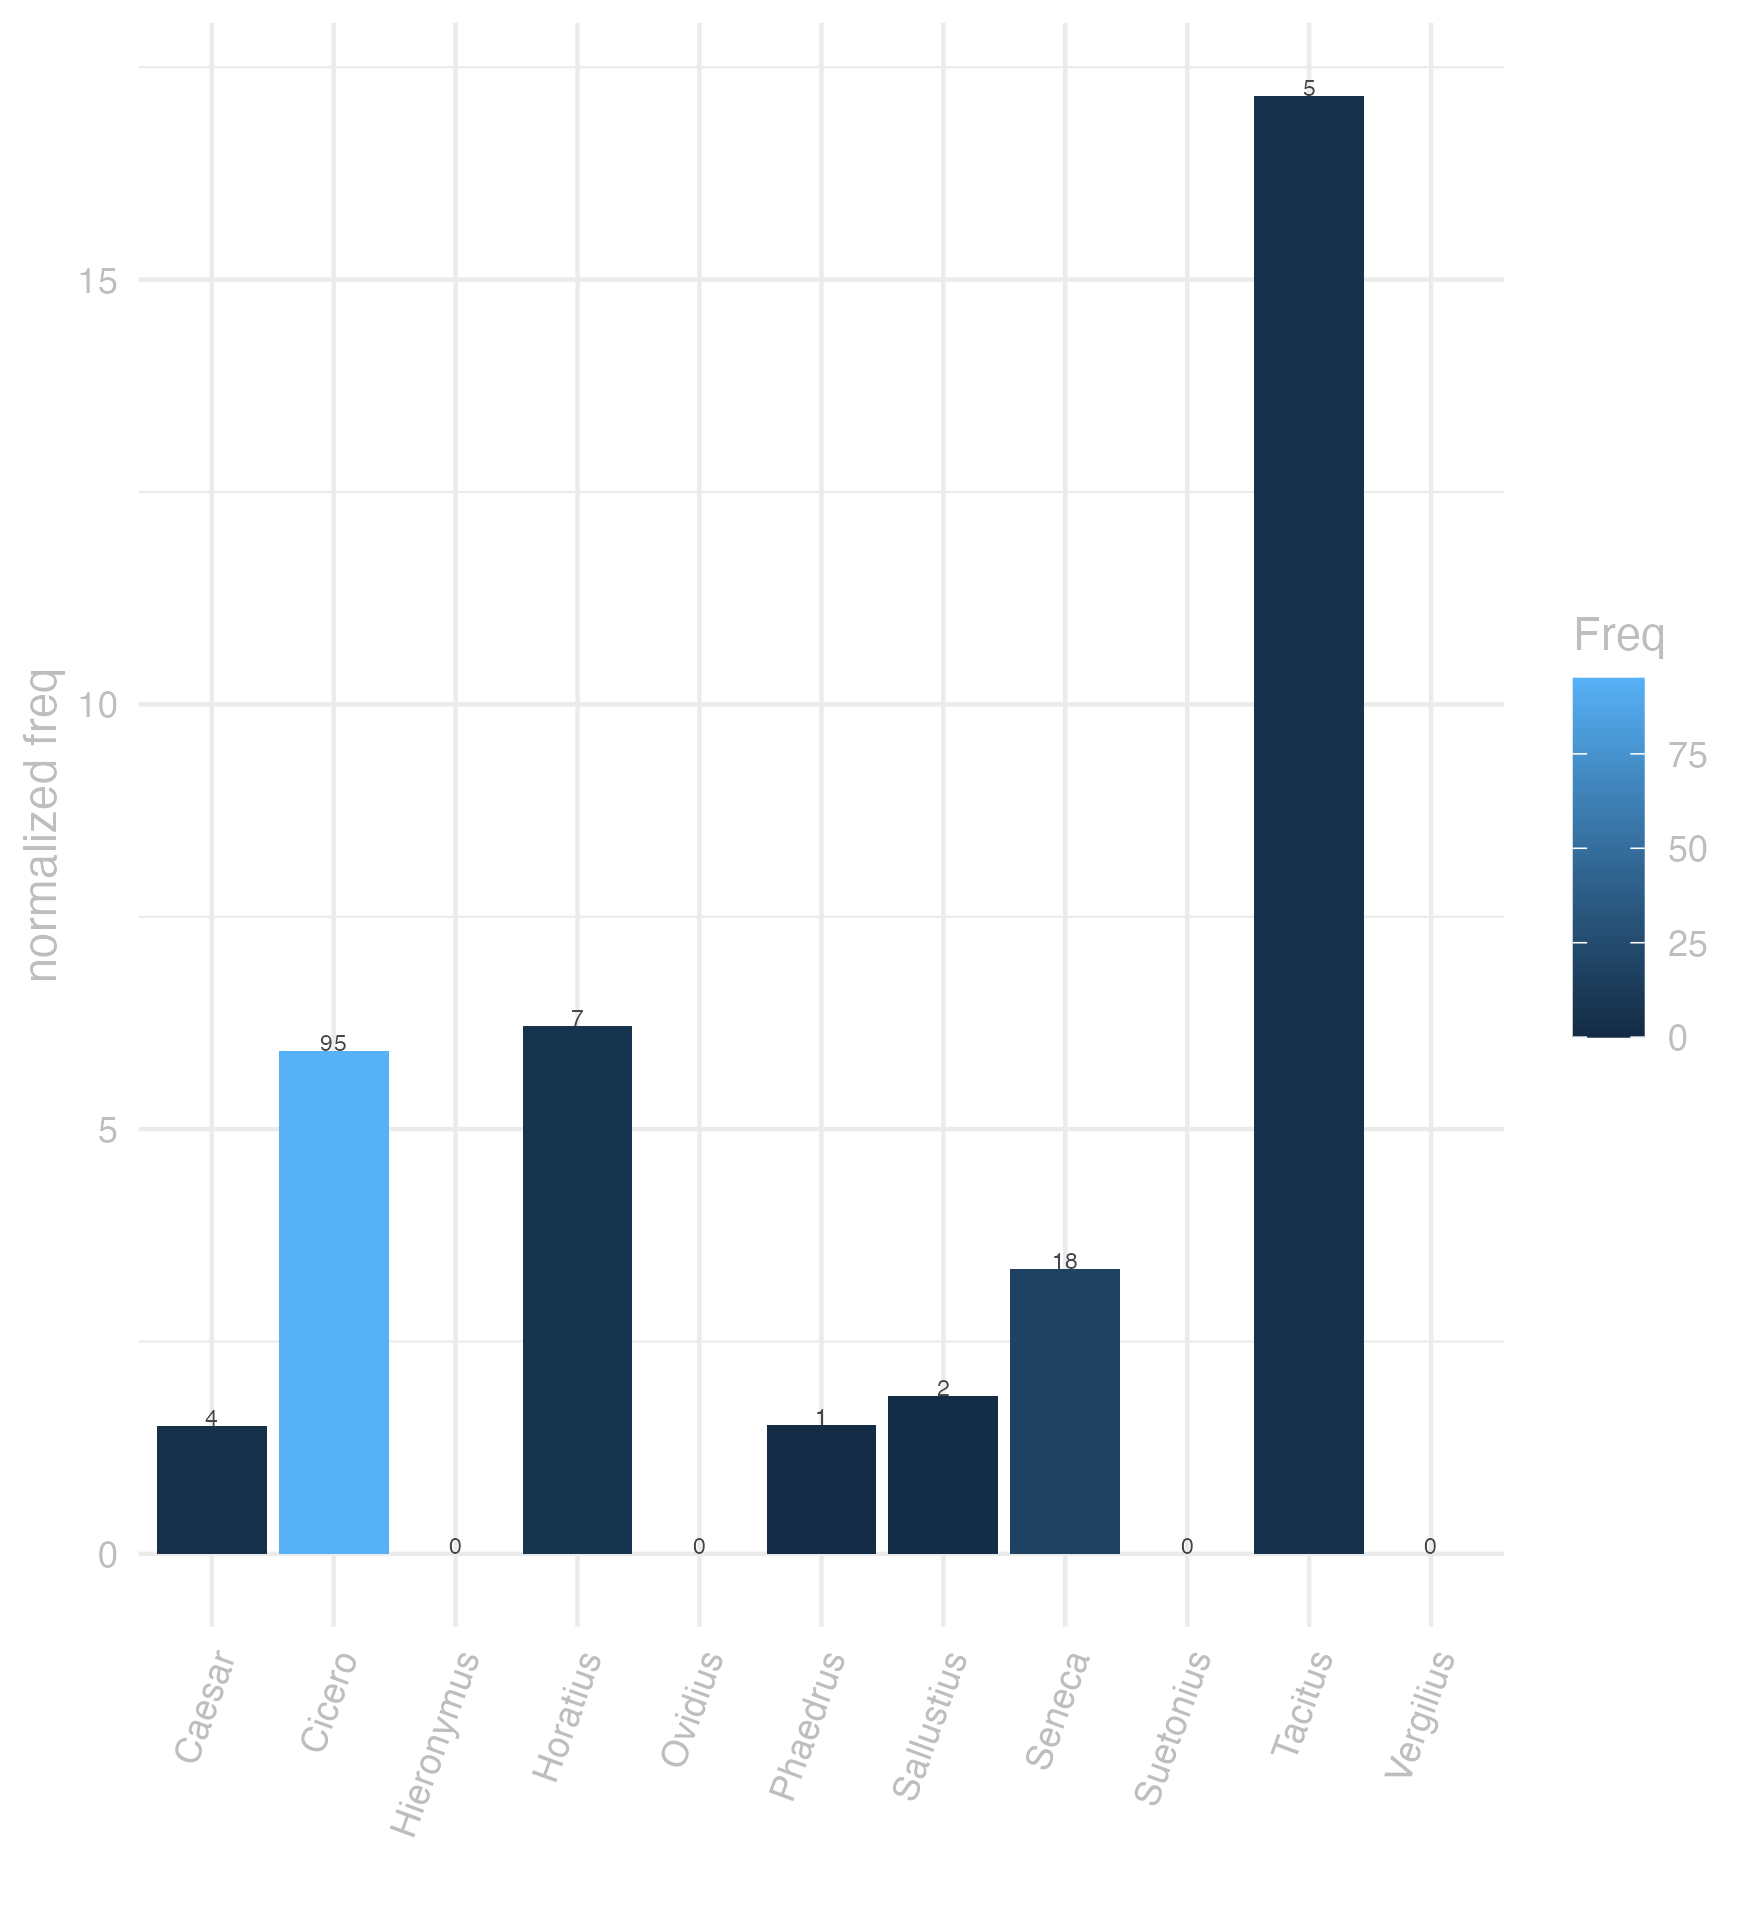 normalized freq
15
10
5
0
4
95
0
7
0
1
2
18
0
5
0
Caesar
Cicero
Hieronymus
Horatius
Ovidius
Phaedrus
Sallustius
Seneca
Suetonius
Tacitus
Vergilius
Freq
75
50
25
0